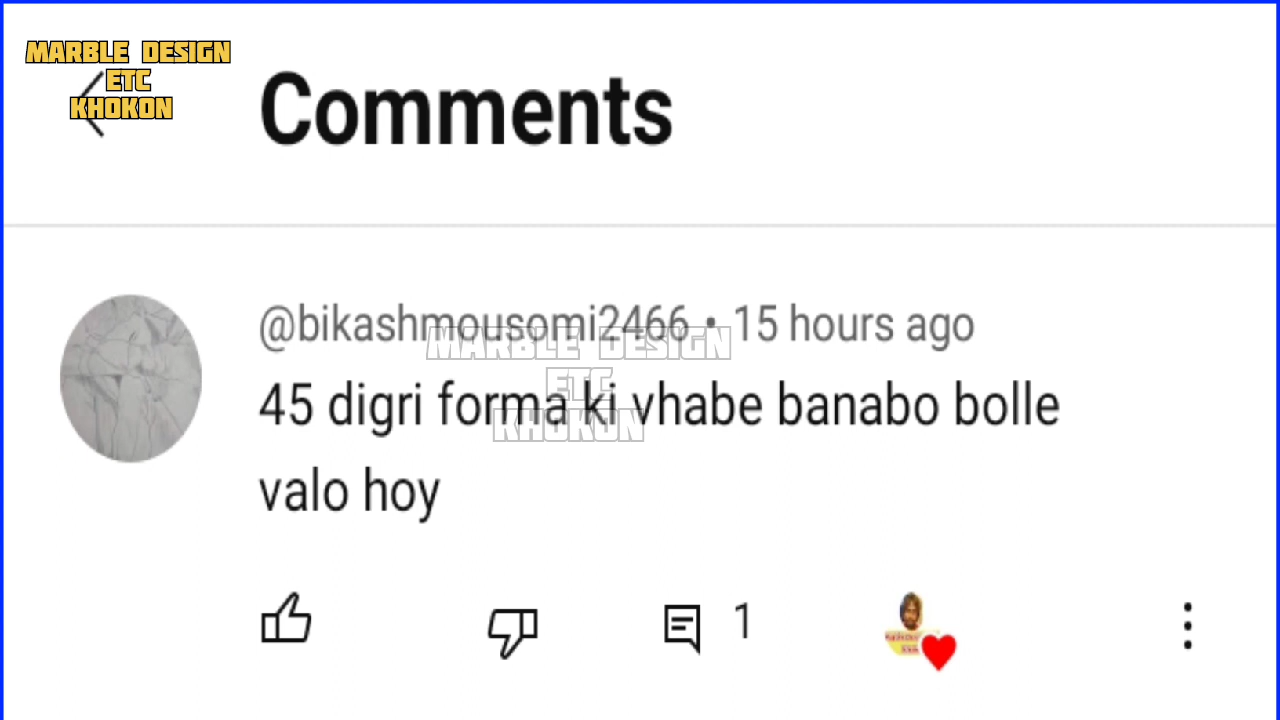 MARBLE DESIGN
ETC
KHOKON
Comments
@bikashmousomi2466 • 15 hours ago
MARBLE DESIGN
ETC
KHOKON
45 digri forma ki vhabe banabo bolle
valo hoy
1